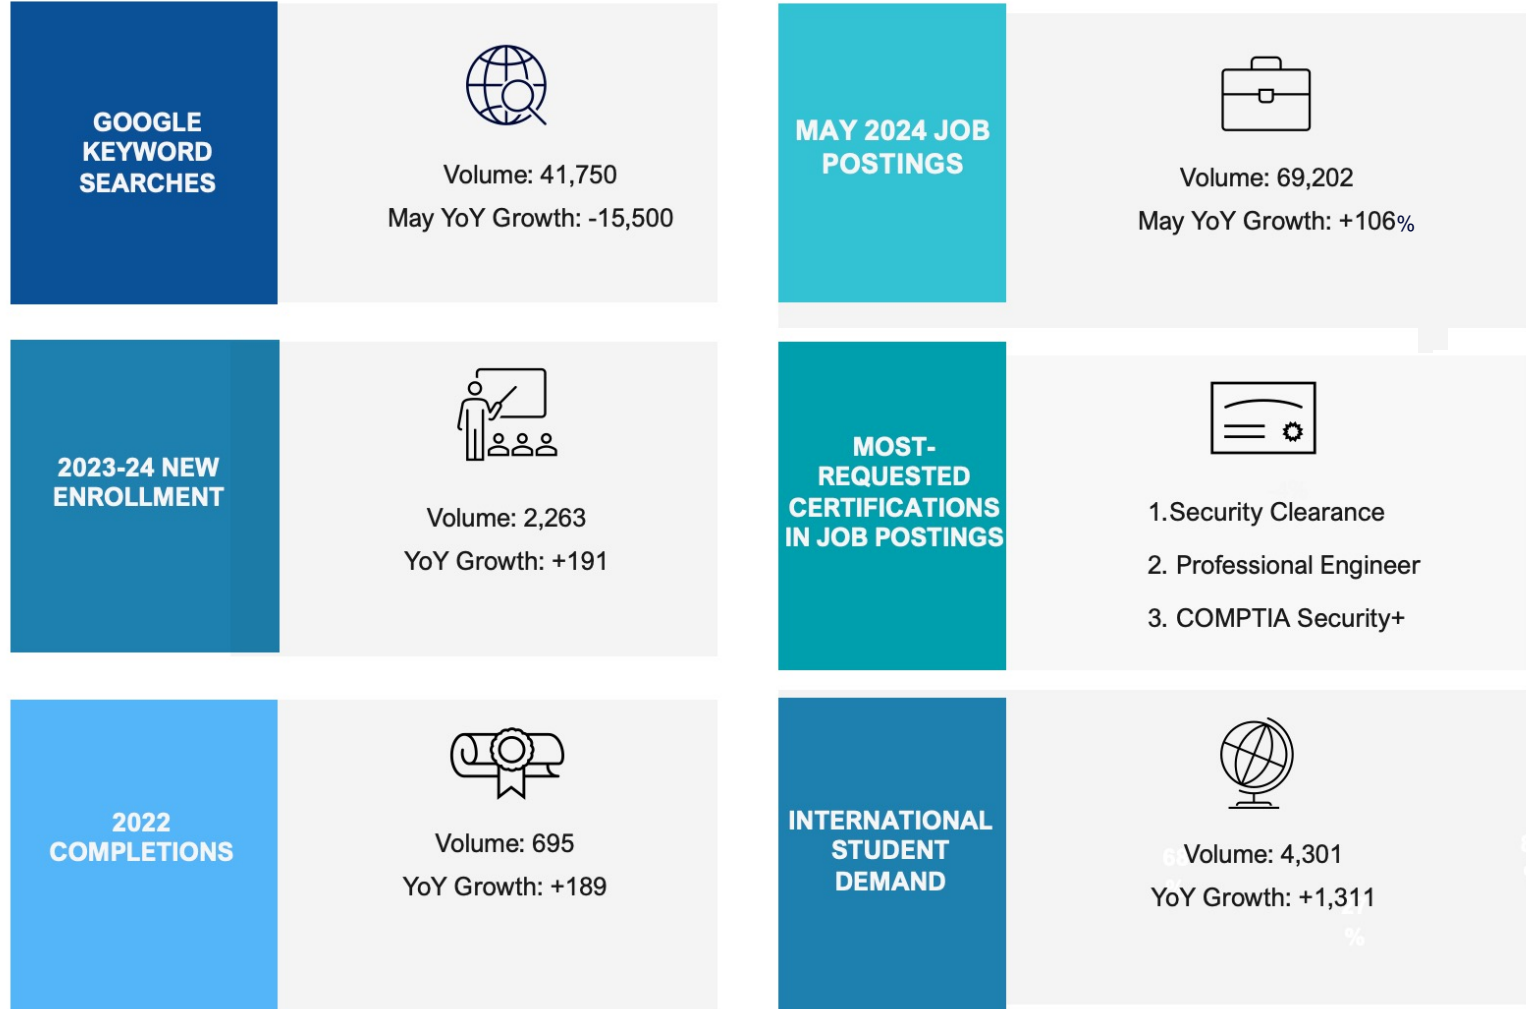 GOOGLE
KEYWORD
SEARCHES
Volume: 41,750
May YoY Growth: -15,500
MAY 2024 JOB
POSTINGS
Volume: 69,202
May YoY Growth: +106%
2023-24 NEW
ENROLLMENT
Volume: 2,263
YoY Growth: +191
MOST-
REQUESTED
CERTIFICATIONS
IN JOB POSTINGS
1.Security Clearance
2. Professional Engineer
3. COMPTIA Security+
2022
COMPLETIONS
Volume: 695
YoY Growth: +189
INTERNATIONAL
STUDENT
DEMAND
Volume: 4,301
YoY Growth: +1,311
%